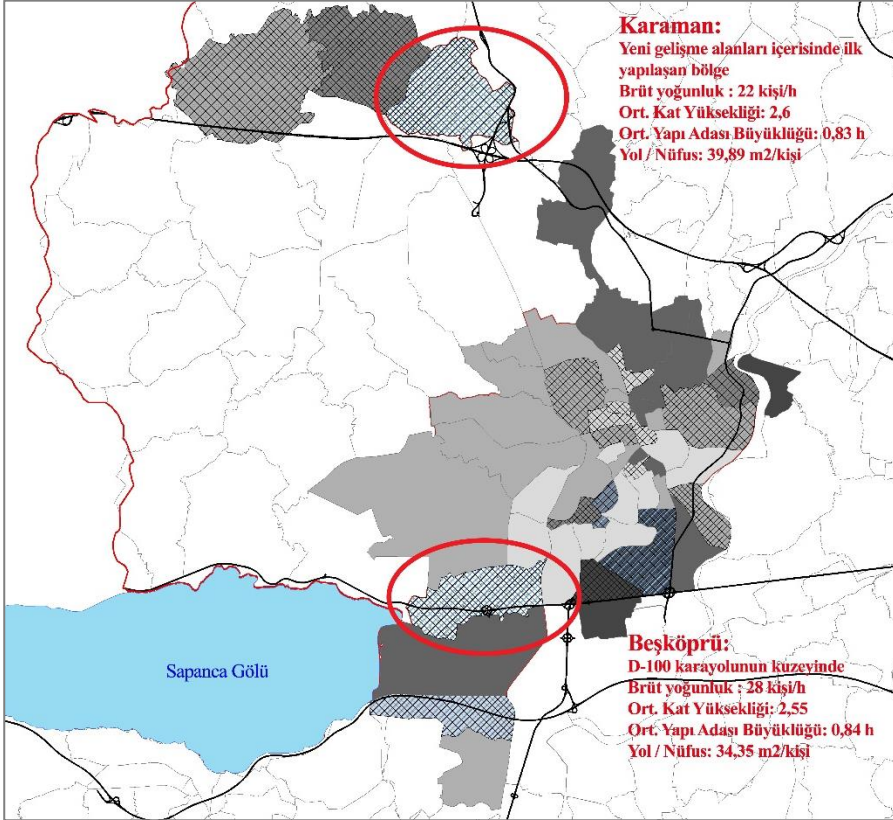 Karaman:
Yeni gelişme alanları içerisinde ilk
yapılaşan bölge
Brüt yoğunluk : 22 kişi/h
Ort. Kat Yüksekliği: 2,6
Ort. Yapı Adası Büyüklüğü: 0,83 h
Yol / Nüfus: 39,89 m2/kişi
Sapanca Gölü
Beşköprü:
D-100 karayolunun kuzeyinde
Brüt yoğunluk : 28 kişi/h
Ort. Kat Yüksekliği: 2,55
Ort. Yapı Adası Büyüklüğü: 0,84 h
Yol / Nüfus: 34,35 m2/kişi